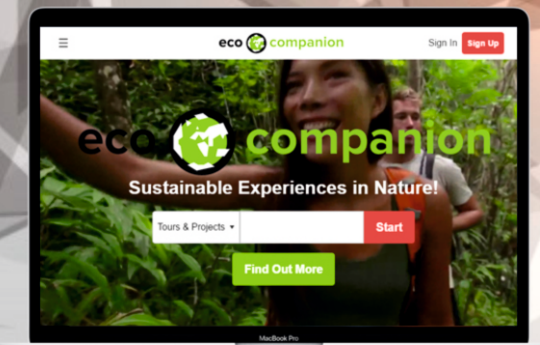 eco companion
Sign In
Sign Up
eco companion
Sustainable Experiences in Nature!
Tours & Projects
Start
Find Out More
MacBook Pro